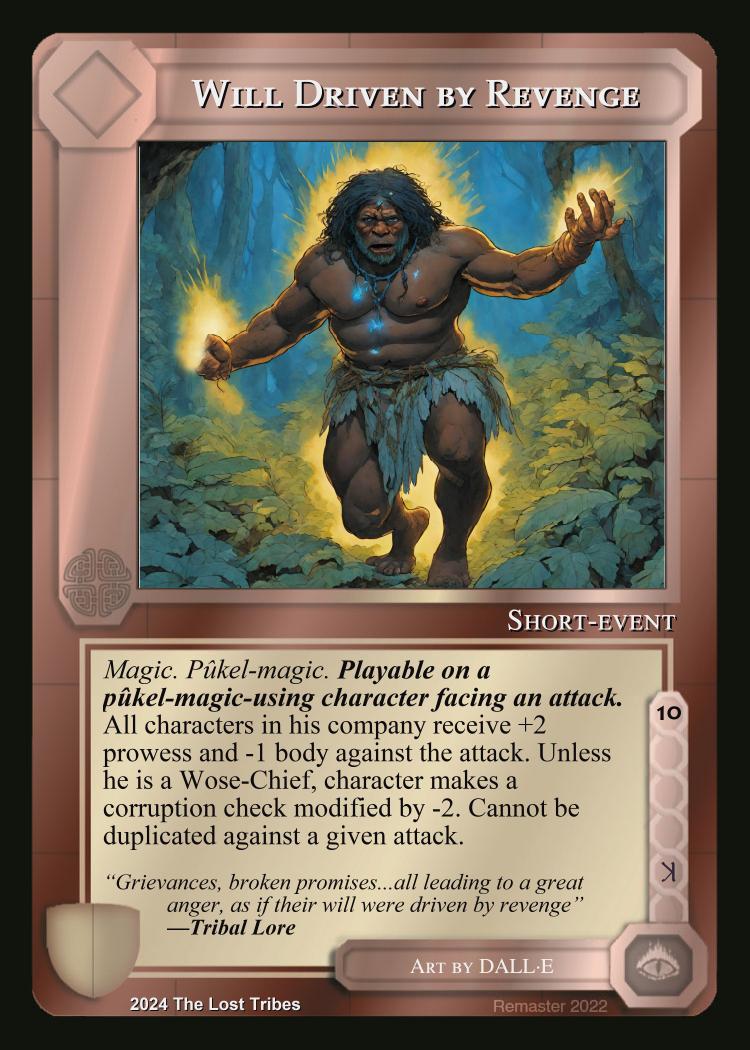 Will Driven by Revenge
Short-event
Magic. Pûkel-magic. Playable on a
pûkel-magic-using character facing an attack.
All characters in his company receive +2
prowess and -1 body against the attack. Unless
he is a Wose-Chief, character makes a
corruption check modified by -2. Cannot be
duplicated against a given attack.
10
“Grievances, broken promises...all leading to a great
anger, as if their will were driven by revenge”
—Tribal Lore
Art by DALL·E
2024 The Lost Tribes
Remaster 2022